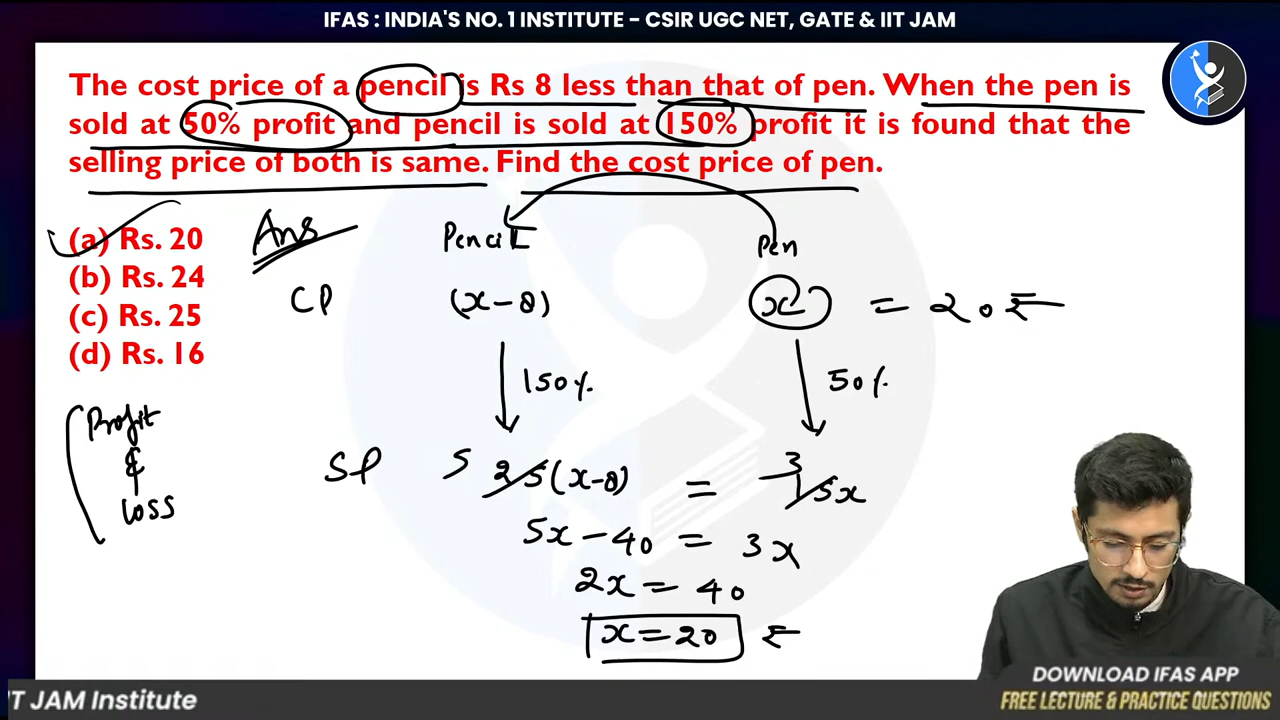 IFAS : INDIA'S NO. 1 INSTITUTE - CSIR UGC NET, GATE & IIT JAM
The cost price of a pencil is Rs 8 less than that of pen. When the pen is
sold at 50% profit and pencil is sold at 150% profit it is found that the
selling price of both is same. Find the cost price of pen.
(a) Rs. 20
(b) Rs. 24
(c) Rs. 25
(d) Rs. 16
Ans
Pencil Pen
CP (x-8) x = 20₹
150% 50%
Profit
&
Loss
SP 5 25(x-8) = 3 15x
5x-40 = 3x
2x = 40
x = 20 ₹
DOWNLOAD IFAS APP
FREE LECTURE & PRACTICE QUESTIONS
IT JAM Institute